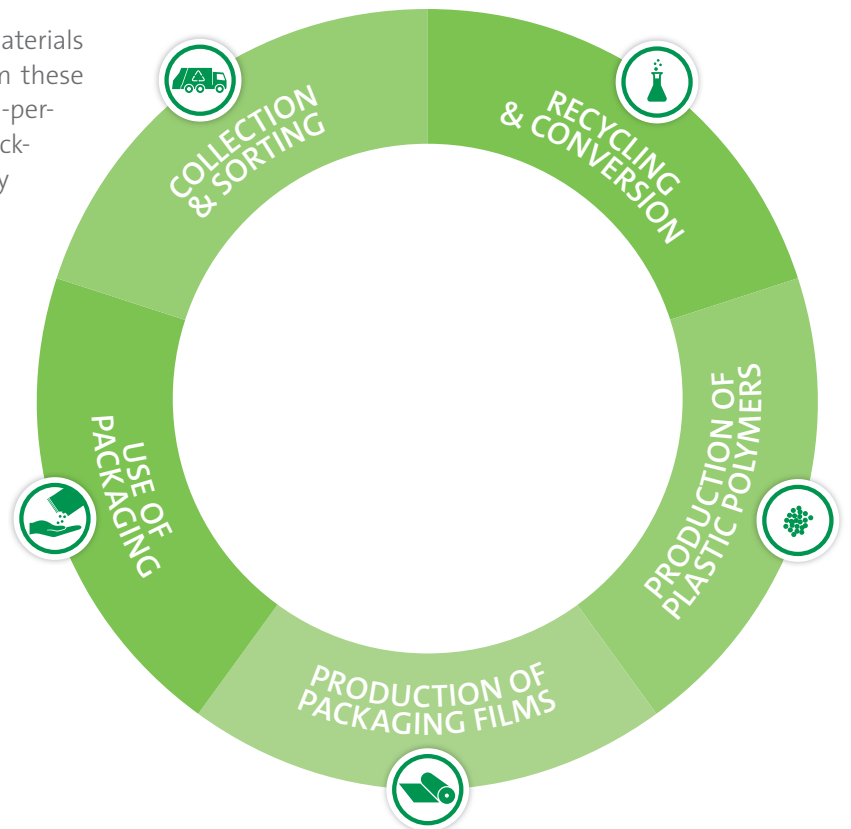 aterials
n these
-per-
ck-
y
COLLECTION
& SORTING
RECYCLING
& CONVERSION
PRODUCTION OF
PLASTIC POLYMERS
PRODUCTION OF
PACKAGING FILMS
USE OF
PACKAGING